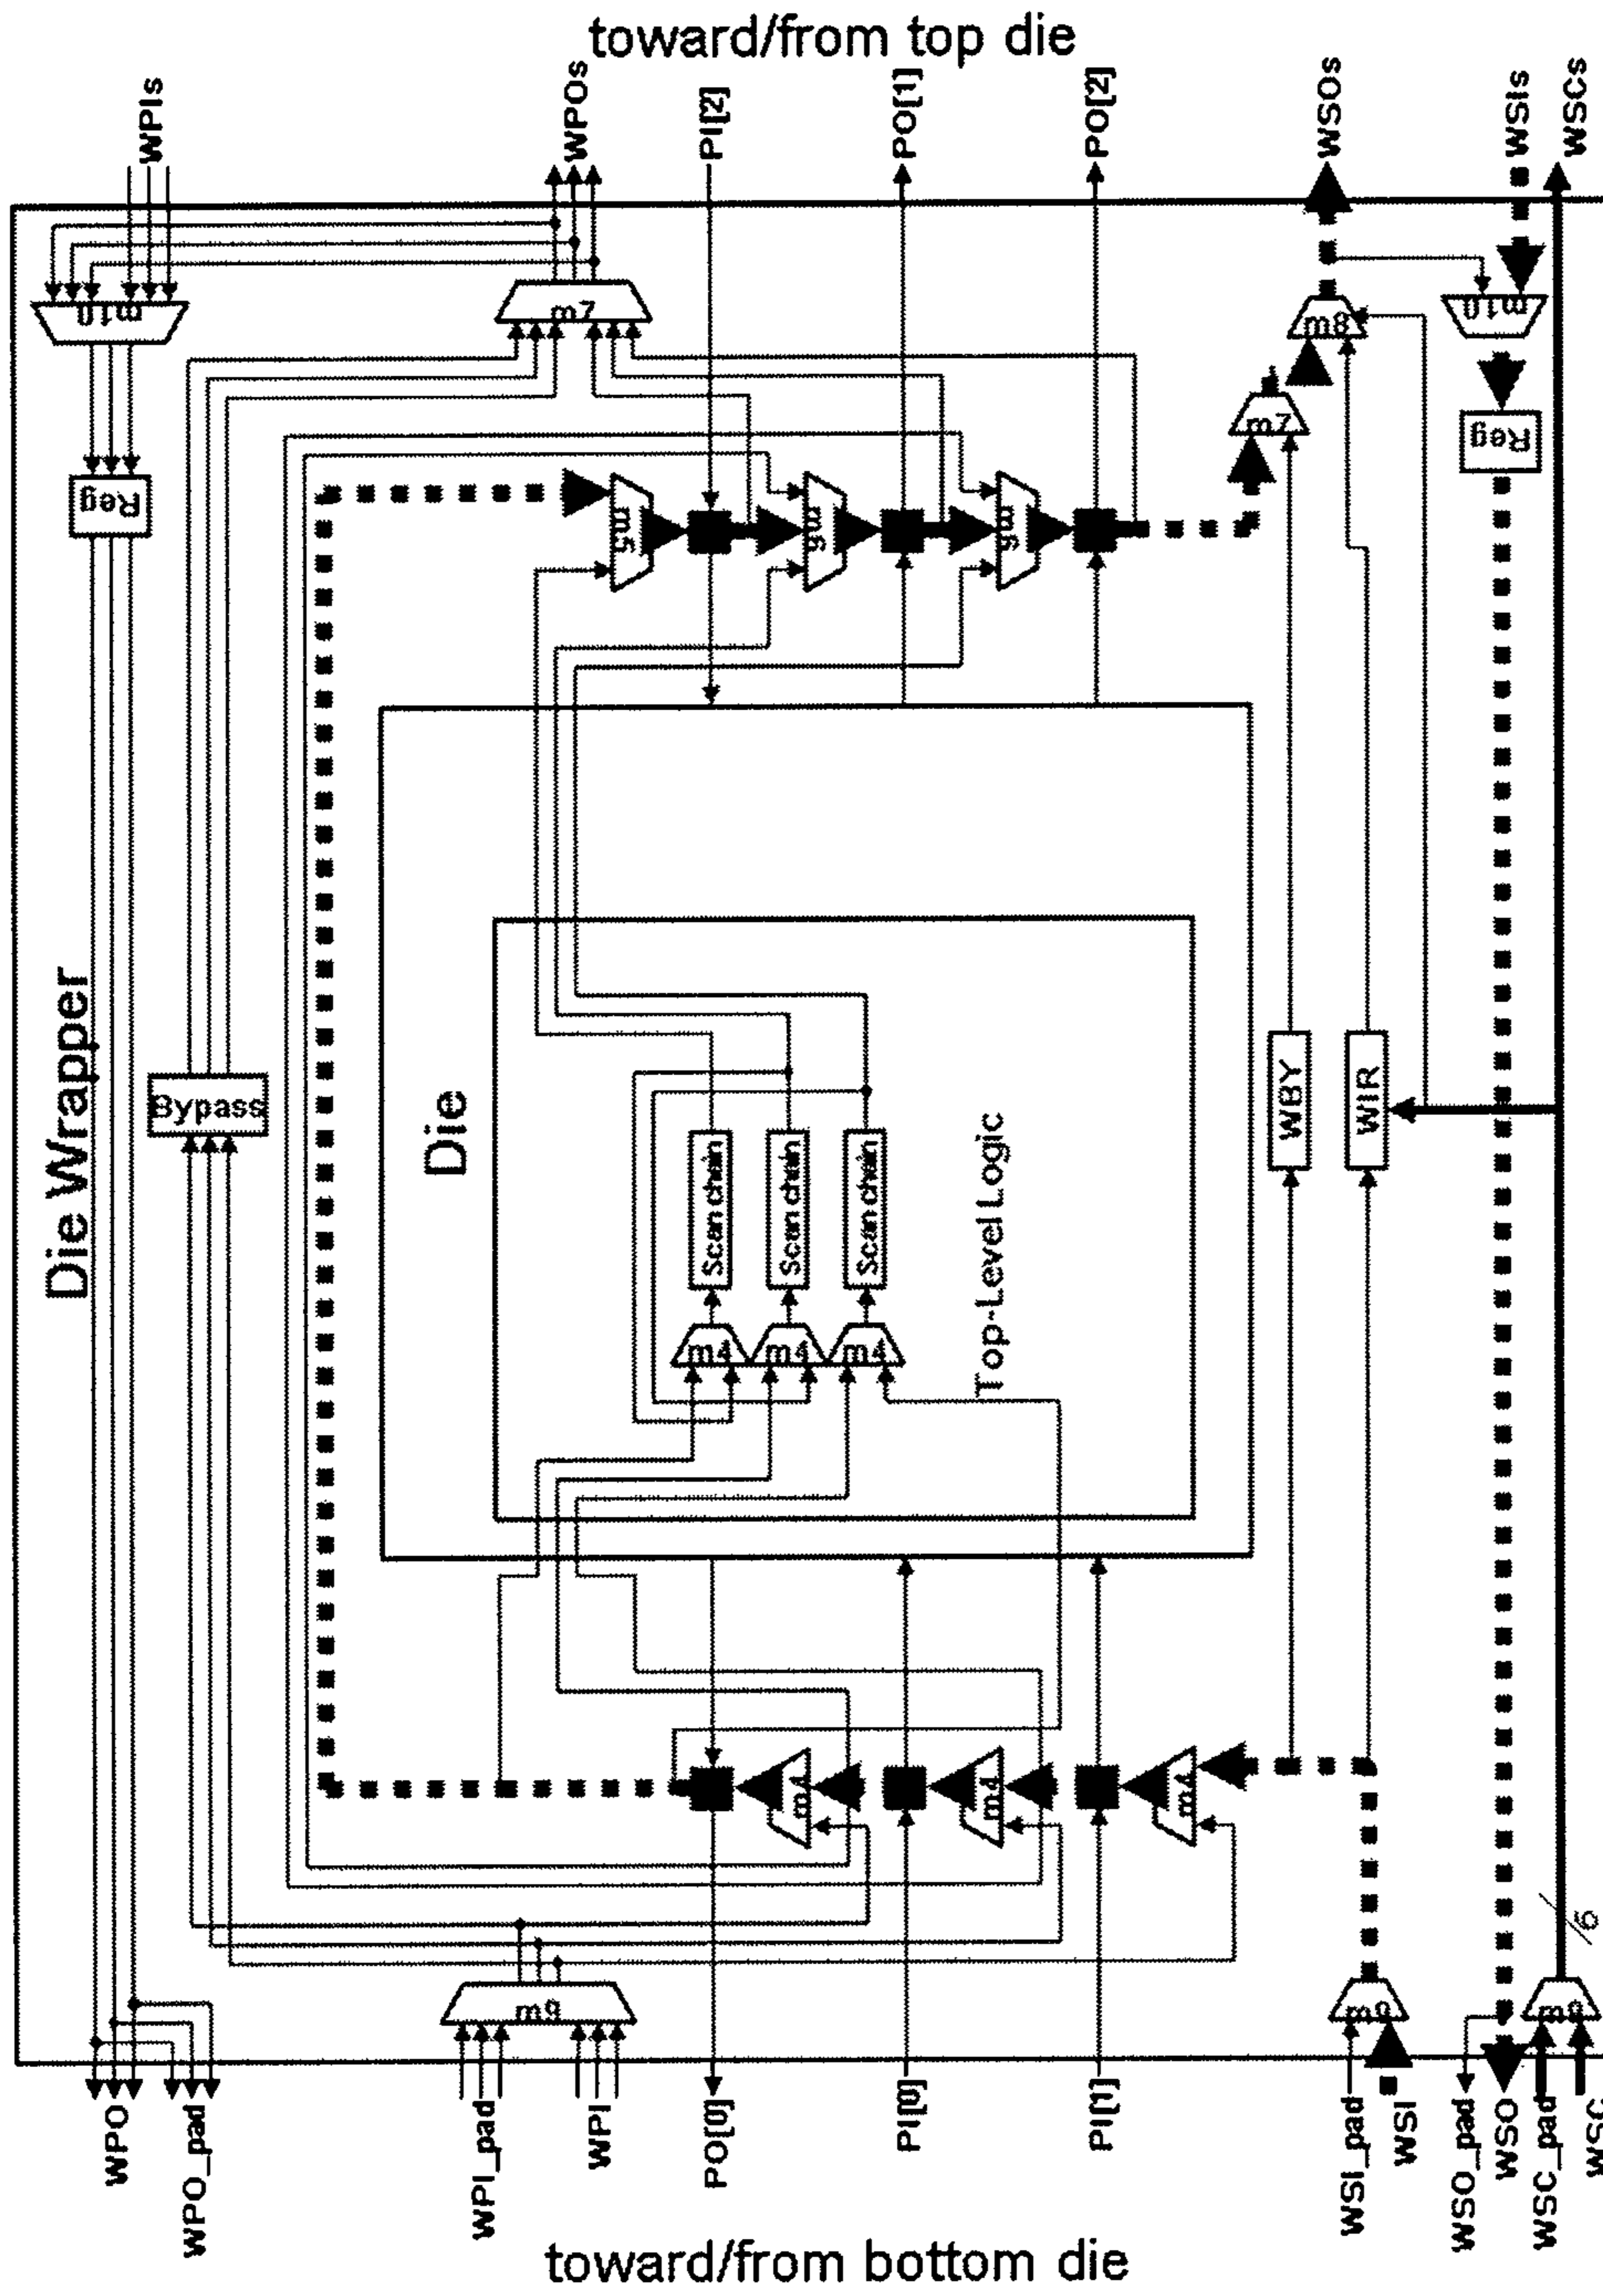 toward/from top die
WPIs
WPOs
PI[2]
PO[1]
PO[2]
WSOs
WSIs
WSCs
m10
m7
m8
m10
m7
Reg
Reg
m5
m6
m6
Die Wrapper
Bypass
Die
WBY
WIR
Scan chain
Scan chain
Scan chain
Top-Level Logic
m4
m4
m4
m4
m4
m4
m9
m9
m9
6
WPO
WPO_pad
WPI_pad
WPI
PO[0]
PI[0]
PI[1]
WSI_pad
WSI
WSO_pad
WSO
WSC_pad
WSC
toward/from bottom die